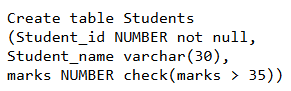 Create table Students
(Student_id NUMBER not null,
Student_name varchar(30),
marks NUMBER check(marks > 35))